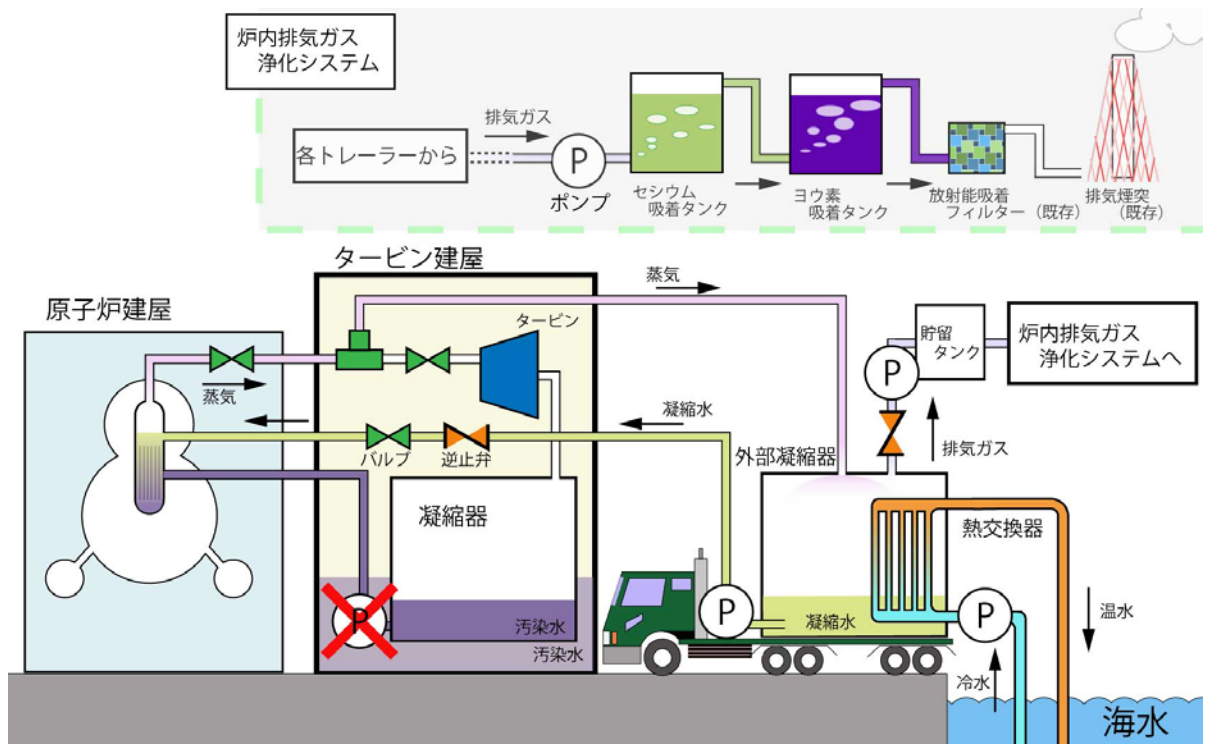 炉内排気ガス
浄化システム
各トレーラーから
排気ガス
P
ポンプ
セシウム
吸着タンク
ヨウ素
吸着タンク
放射能吸着
フィルター（既存）
排気煙突
（既存）
原子炉建屋
タービン建屋
蒸気
タービン
蒸気
バルブ
逆止弁
凝縮水
凝縮器
汚染水
汚染水
P
P
外部凝縮器
凝縮水
P
貯留
タンク
炉内排気ガス
浄化システムへ
排気ガス
熱交換器
P
温水
冷水
海水